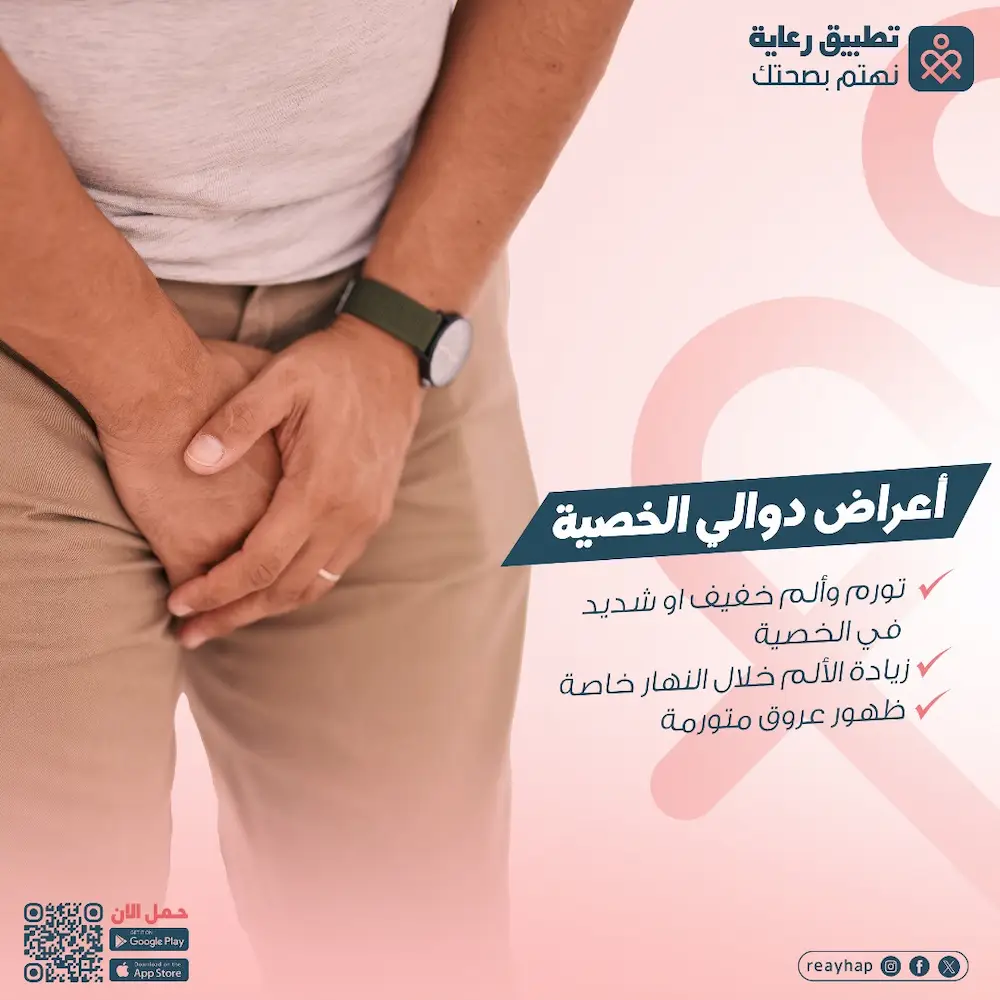 تطبيق رعاية
نهتم بصحتك
أعراض دوالي الخصية
تورم وألم خفيف او شديد
في الخصية
زيادة الألم خلال النهار خاصة
ظهور عروق متورمة
حمل الان
GET IT ON
Google Play
Download on the
App Store
reayhap